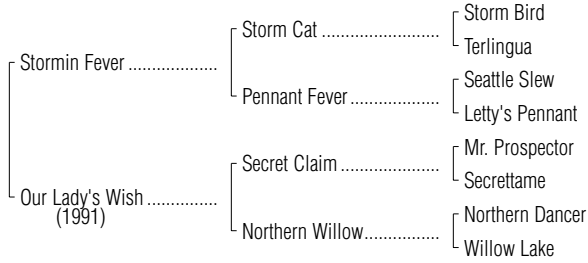 Storm Bird
Storm Cat ........................
Terlingua
Stormin Fever ..................
Seattle Slew
Pennant Fever ..................
Letty's Pennant
Mr. Prospector
Secret Claim ....................
Secrettame
Our Lady's Wish ..............
(1991)
Northern Dancer
Northern Willow...............
Willow Lake